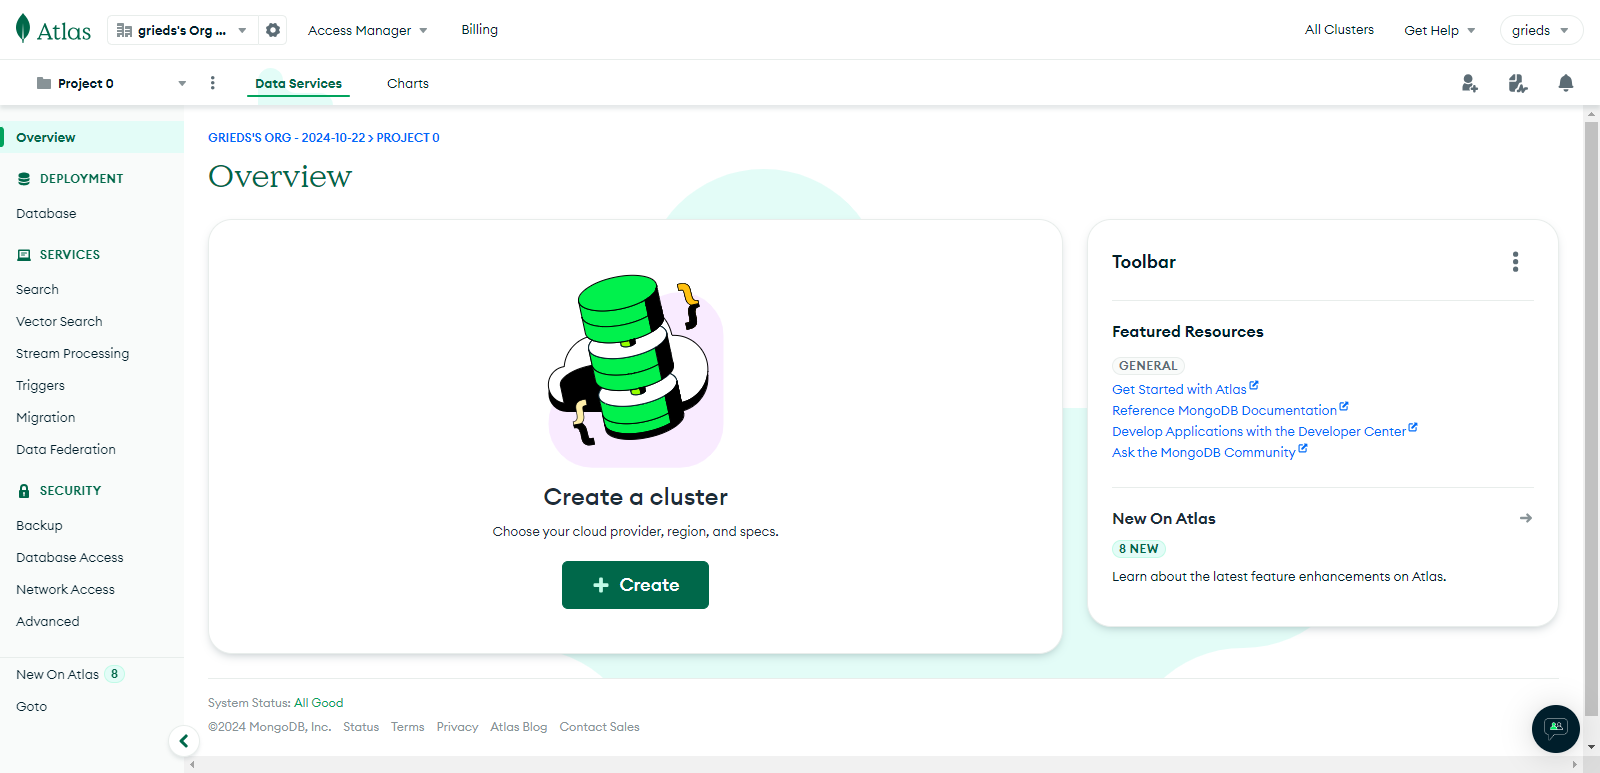 Atlas
grieds's Org ...
Access Manager
Billing
All Clusters
Get Help
grieds
Project 0
Data Services
Charts
Overview
DEPLOYMENT
Database
SERVICES
Search
Vector Search
Stream Processing
Triggers
Migration
Data Federation
SECURITY
Backup
Database Access
Network Access
Advanced
New On Atlas 8
Goto
GRIEDS'S ORG - 2024-10-22 > PROJECT 0
Overview
Create a cluster
Choose your cloud provider, region, and specs.
+ Create
Toolbar
Featured Resources
GENERAL
Get Started with Atlas
Reference MongoDB Documentation
Develop Applications with the Developer Center
Ask the MongoDB Community
New On Atlas
8 NEW
Learn about the latest feature enhancements on Atlas.
System Status: All Good
©2024 MongoDB, Inc. Status Terms Privacy Atlas Blog Contact Sales